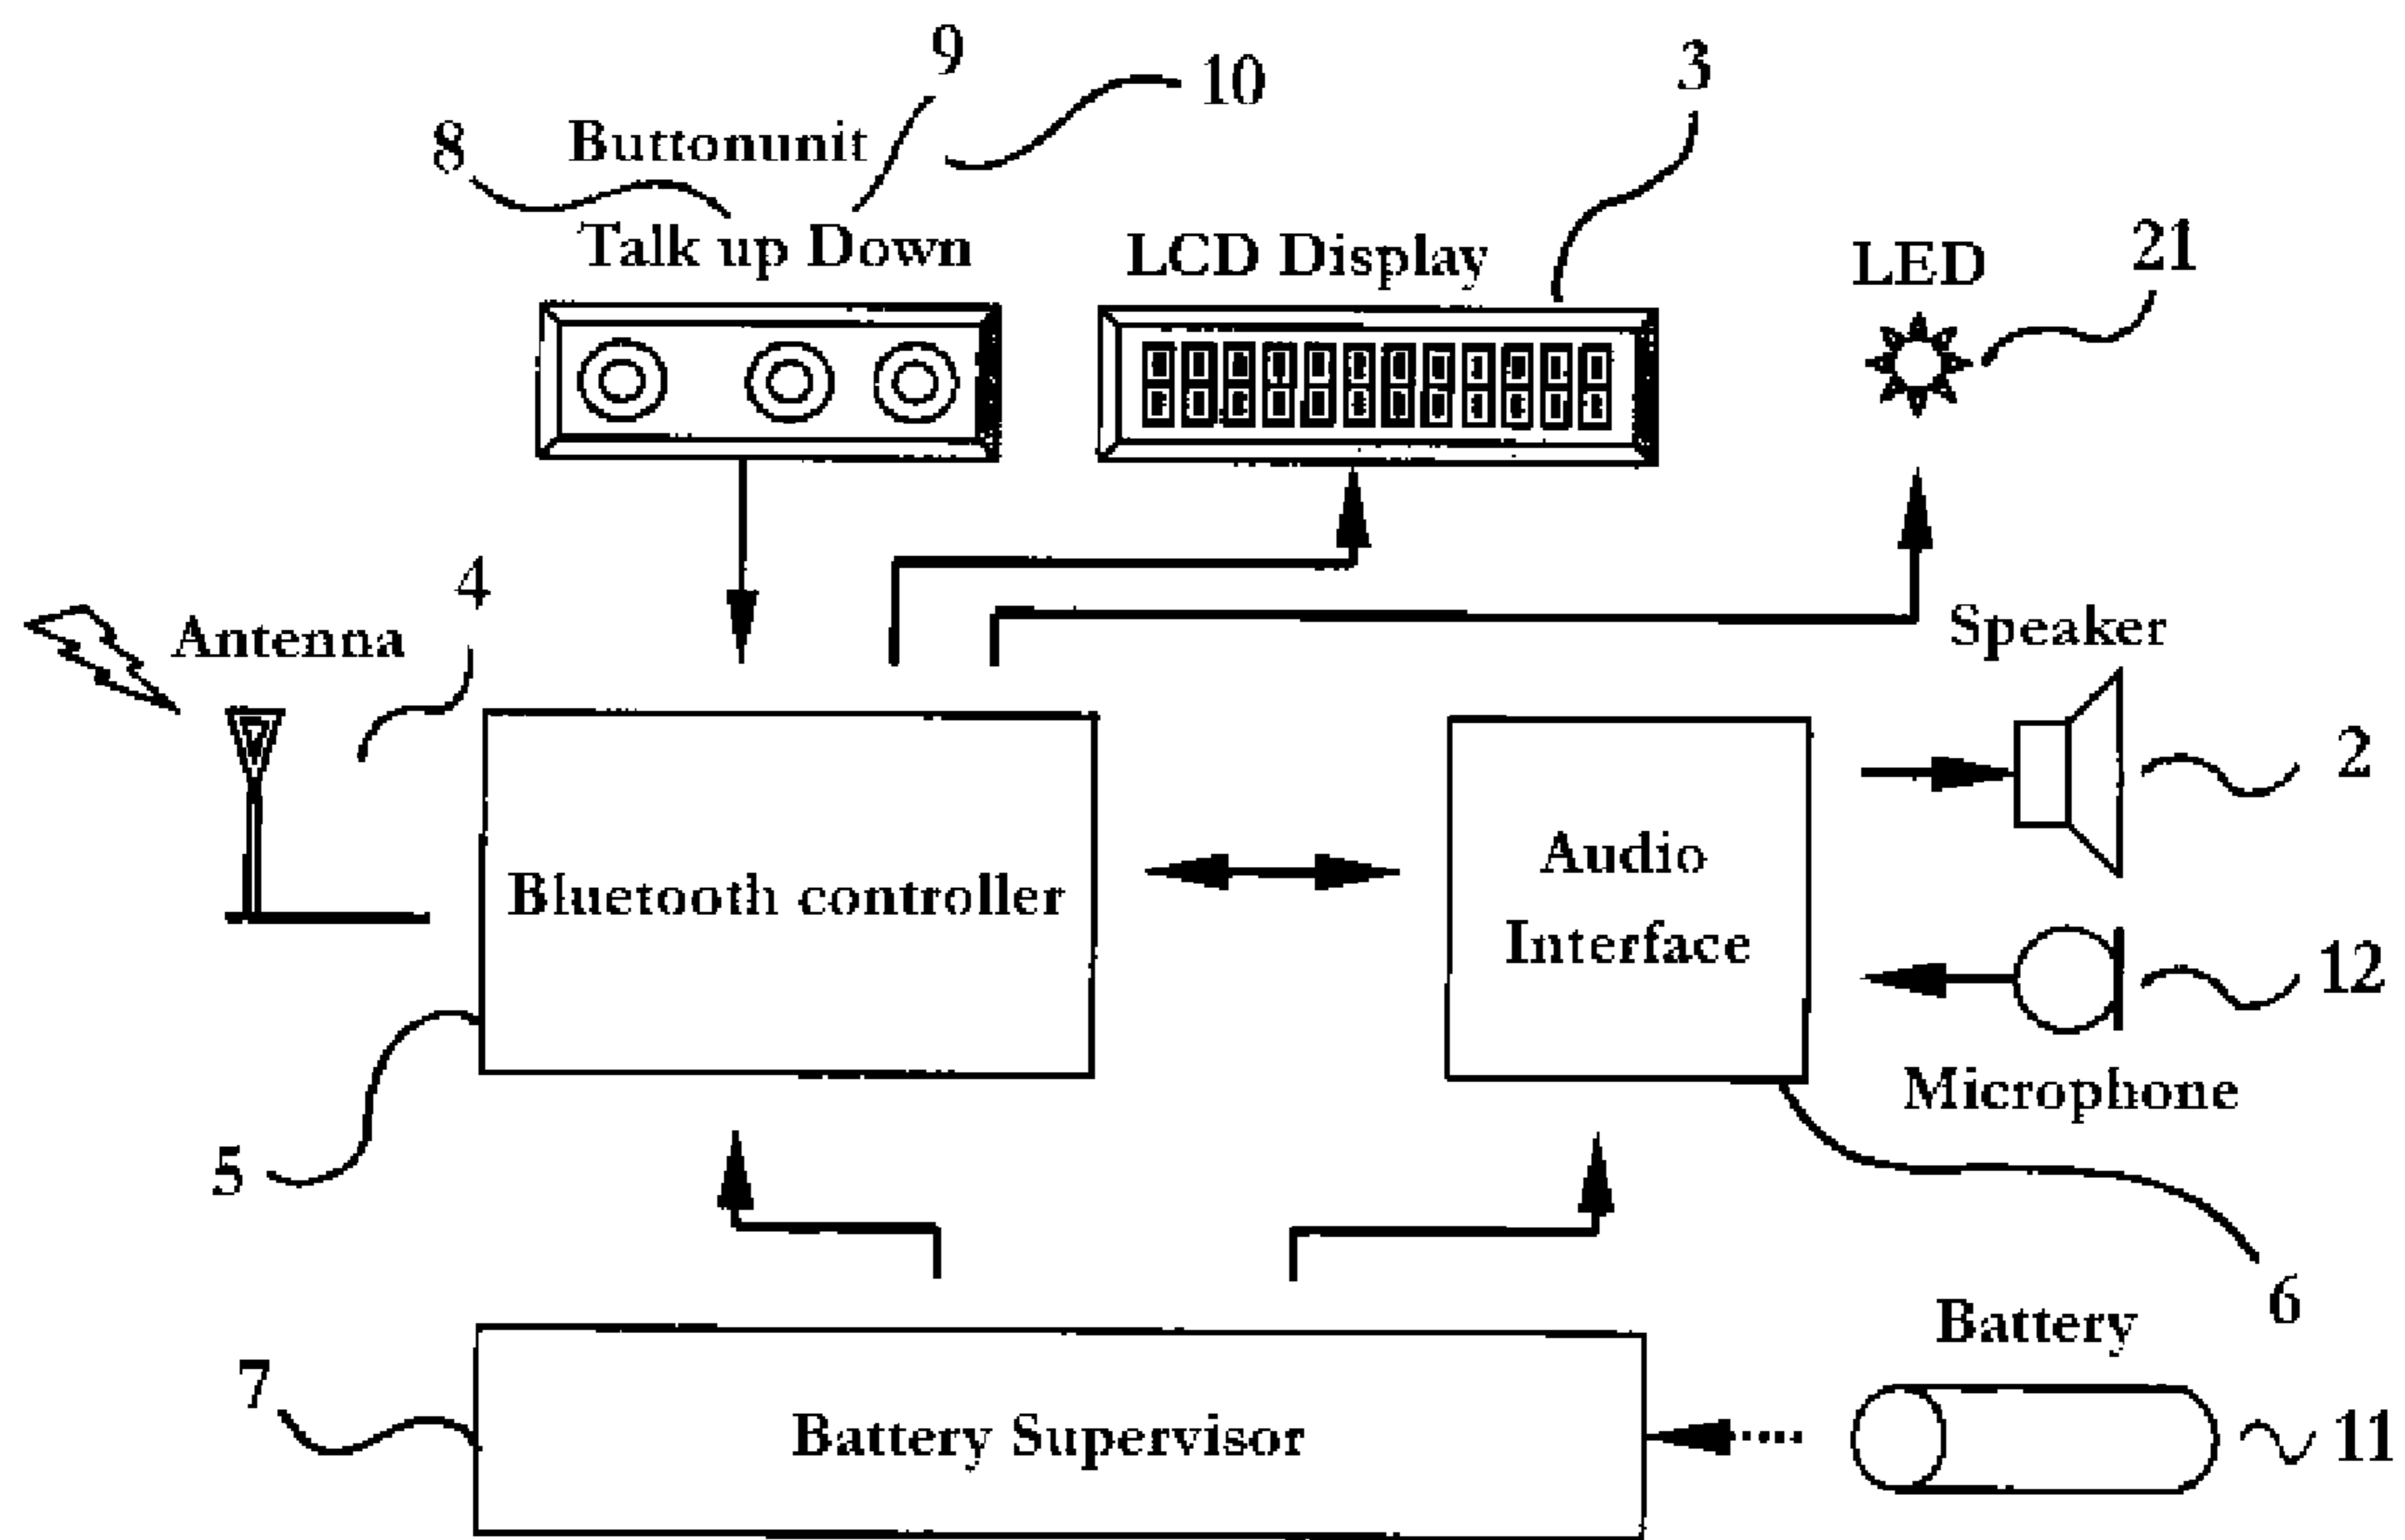 9
10
3
8
Buttonunit
Talk up Down
LCD Display
LED
21
4
Antenna
Speaker
2
Bluetooth controller
Audio
Interface
12
Microphone
5
6
Battery
7
Battery Supervisor
11